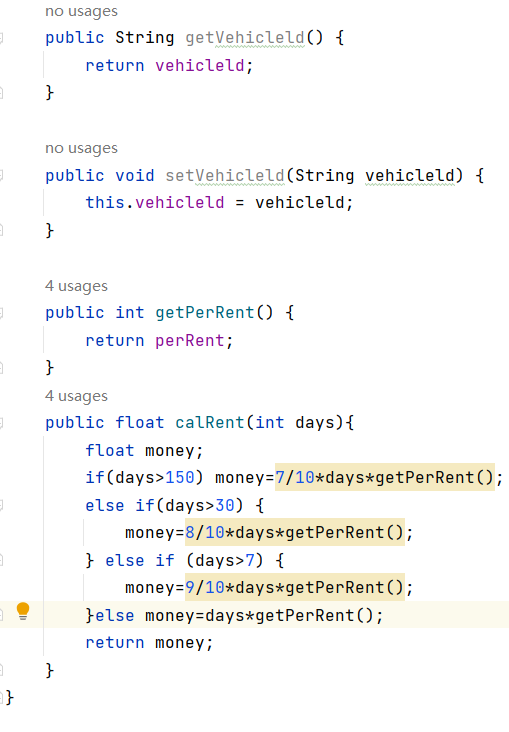 no usages
public String getVehicleld() {
return vehicleld;
}
no usages
public void setVehicleld(String vehicleld) {
this.vehicleld = vehicleld;
}
4 usages
public int getPerRent() {
return perRent;
}
4 usages
public float calRent(int days){
float money;
if(days>150) money=7/10*days*getPerRent();
else if(days>30) {
money=8/10*days*getPerRent();
} else if (days>7) {
money=9/10*days*getPerRent();
}else money=days*getPerRent();
return money;
}
}